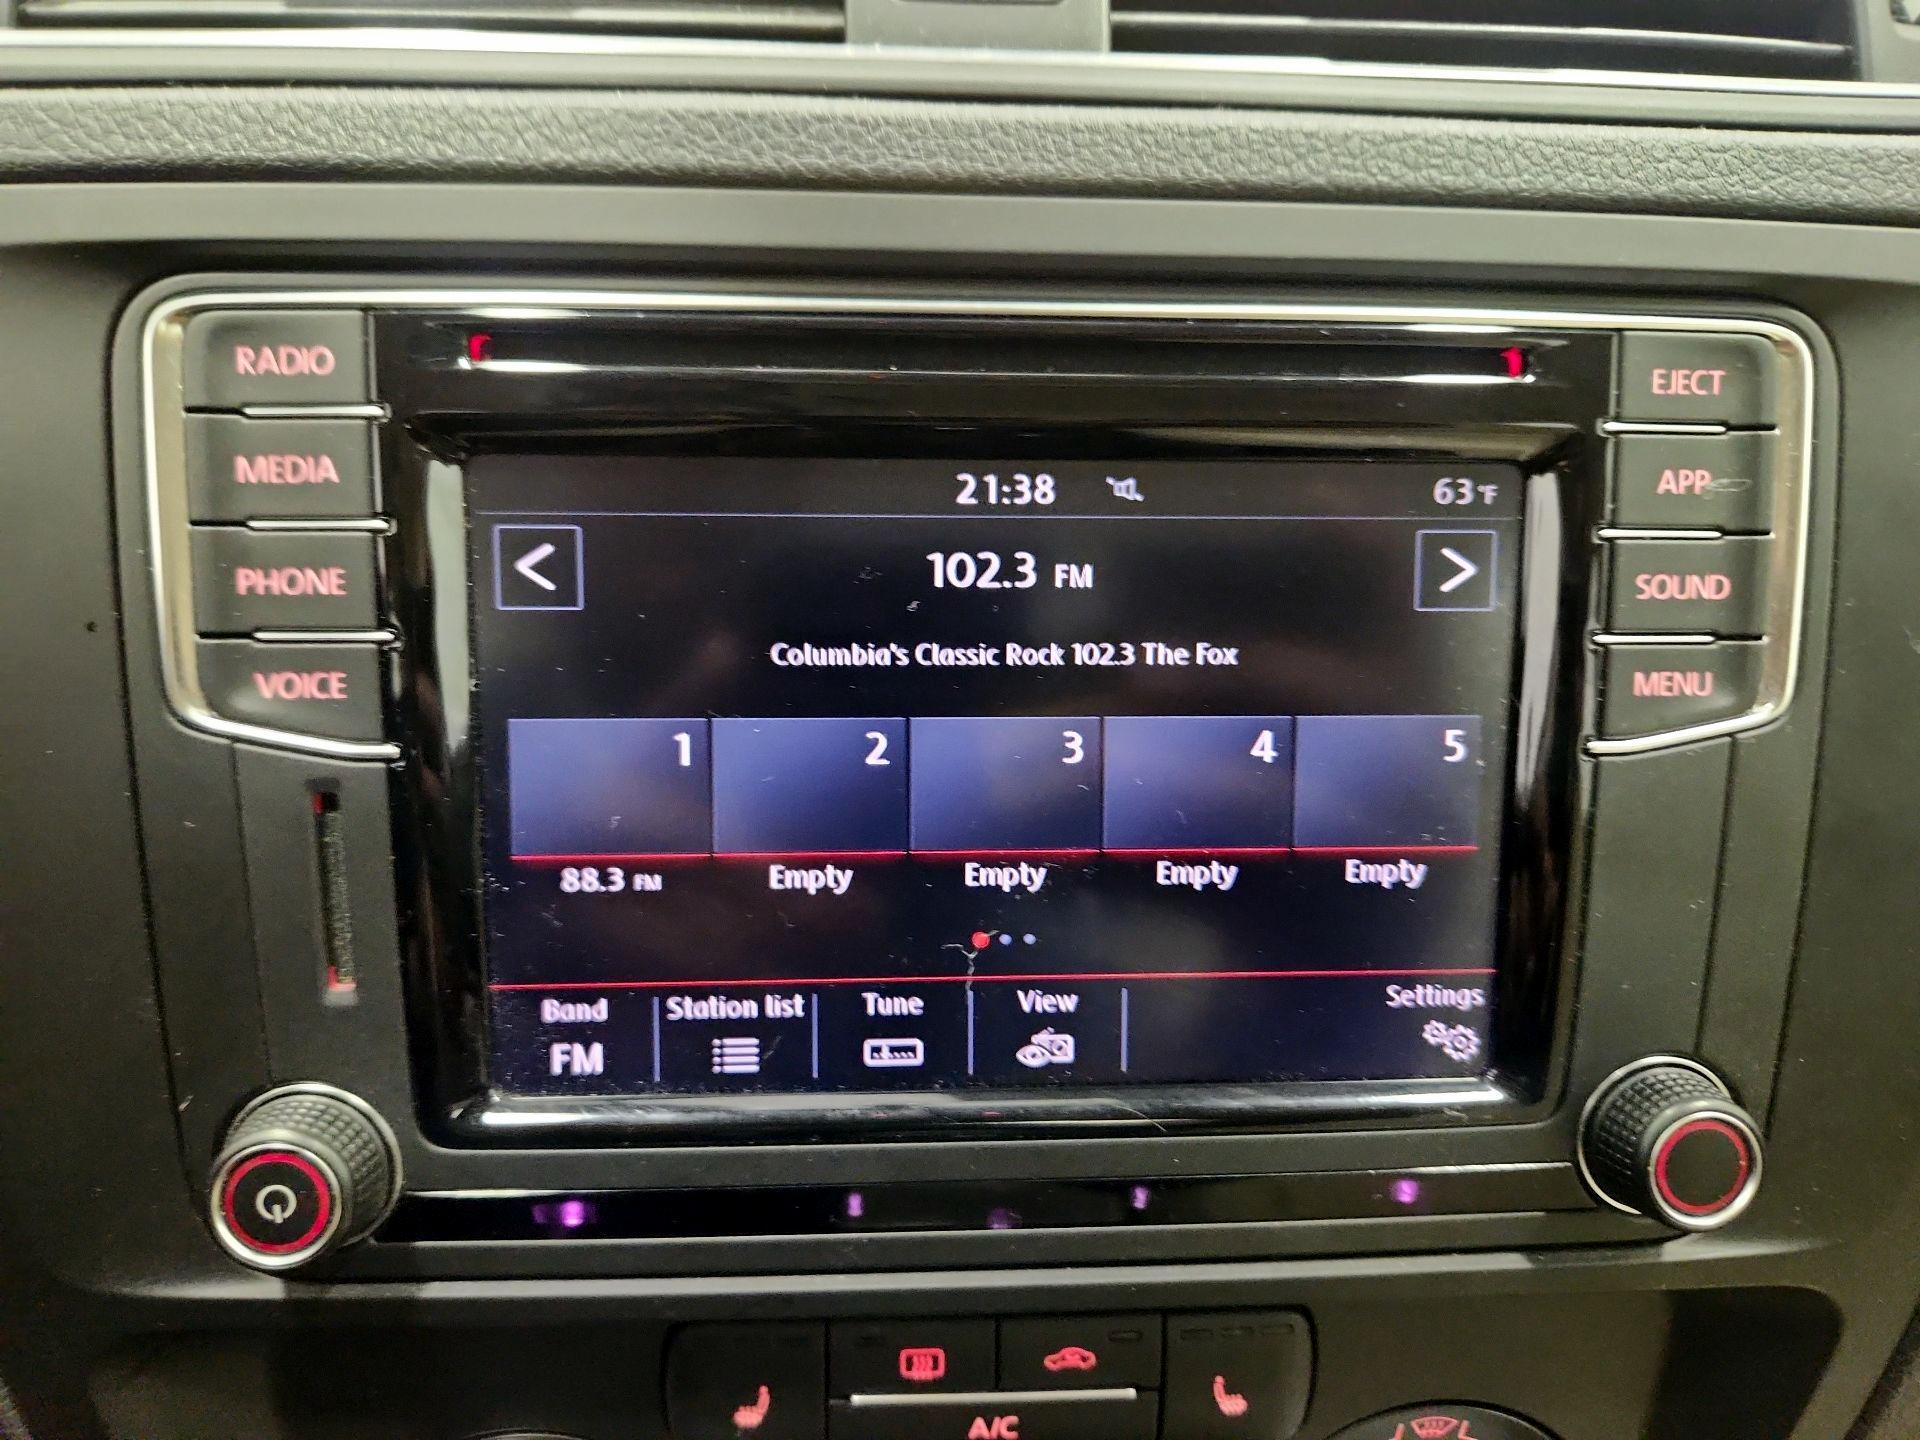 RADIO
MEDIA
PHONE
VOICE
EJECT
APP
SOUND
MENU
21:38
63°F
< 102.3 FM >
Columbia's Classic Rock 102.3 The Fox
1 2 3 4 5
88.3 FM Empty Empty Empty Empty
Band Station list Tune View Settings
FM
A/C